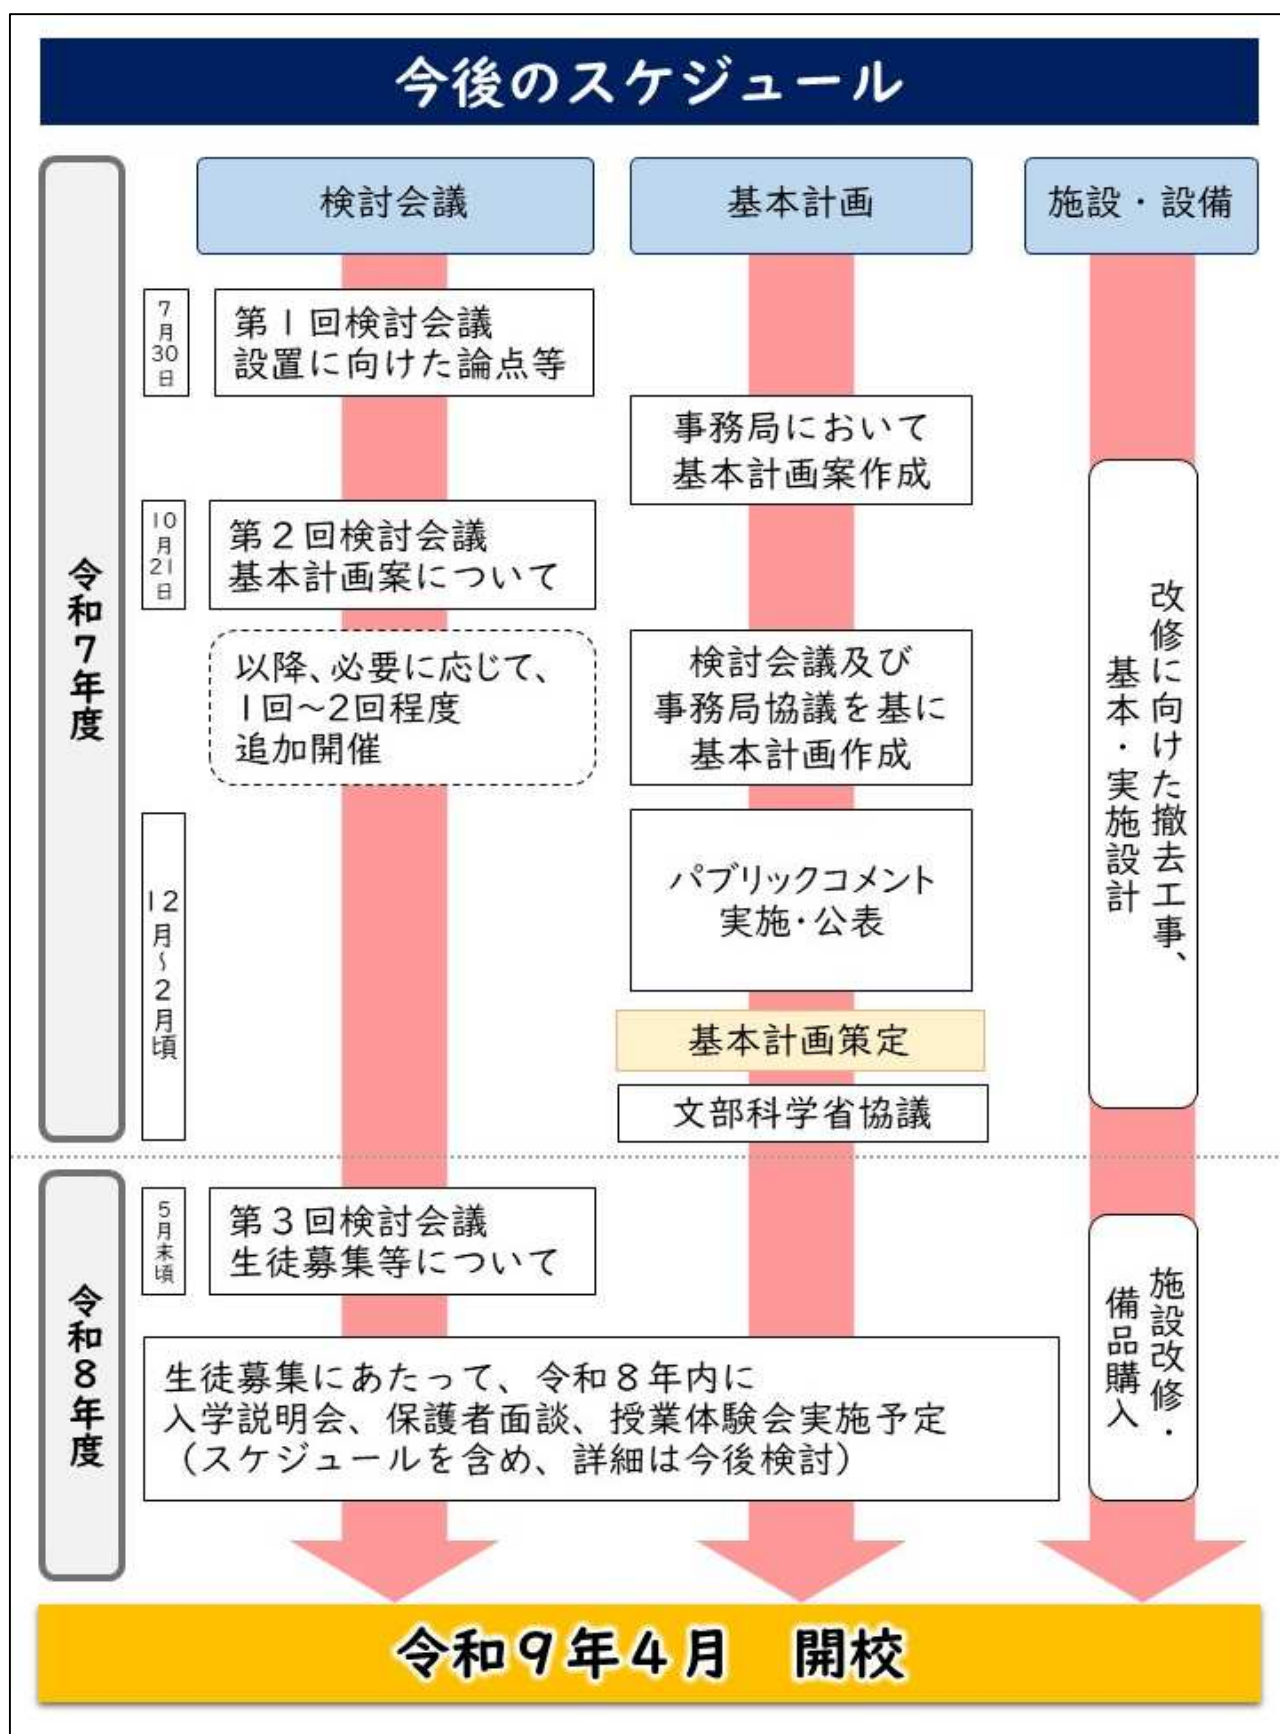 今後のスケジュール
検討会議
基本計画
施設・設備
令和7年度
7月30日
第1回検討会議
設置に向けた論点等
事務局において
基本計画案作成
10月21日
第2回検討会議
基本計画案について
以降、必要に応じて、
1回～2回程度
追加開催
検討会議及び
事務局協議を基に
基本計画作成
12月～2月頃
パブリックコメント
実施・公表
基本計画策定
文部科学省協議
改修に向けた撤去工事、
基本・実施設計
令和8年度
5月末頃
第3回検討会議
生徒募集等について
生徒募集にあたって、令和8年内に
入学説明会、保護者面談、授業体験会実施予定
（スケジュールを含め、詳細は今後検討）
施設改修・
備品購入
令和9年4月　開校